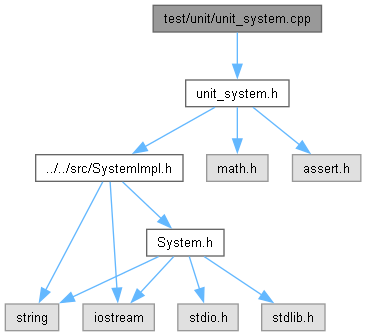 test/unit/unit_system.cpp
unit_system.h
../../src/SystemImpl.h
math.h
assert.h
System.h
string
iostream
stdio.h
stdlib.h